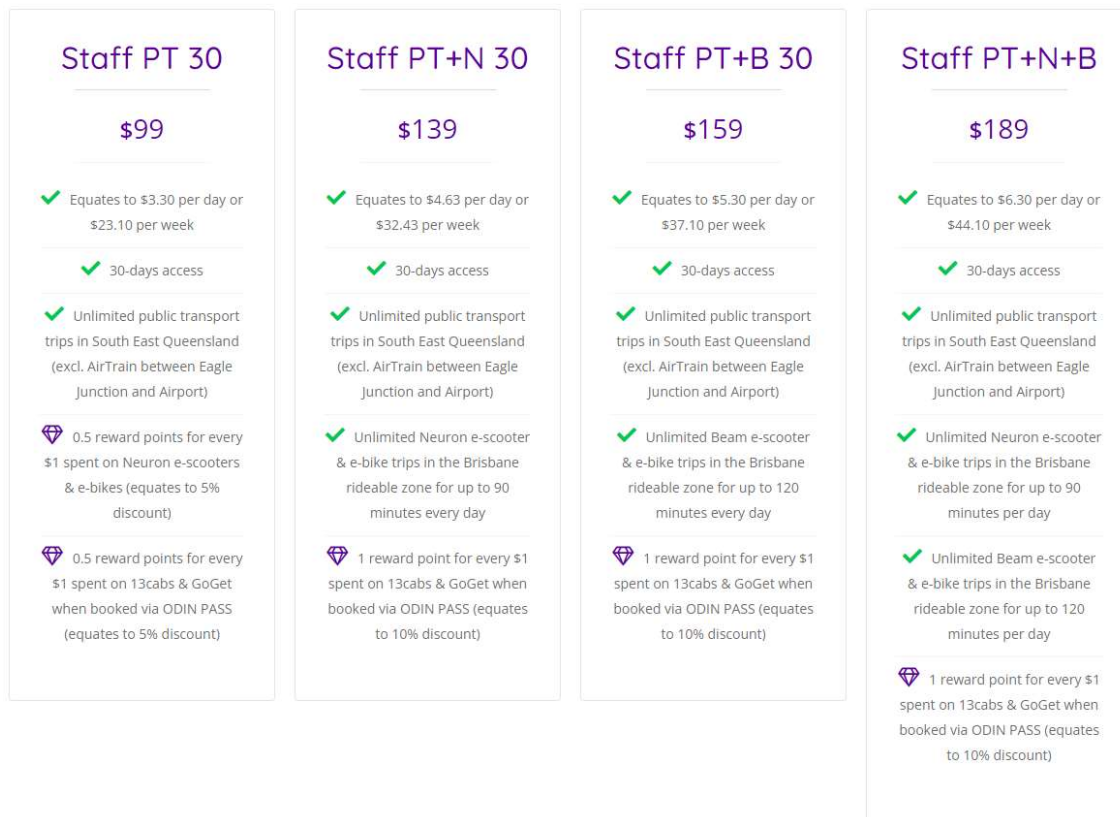 Staff PT 30
$99
Equates to $3.30 per day or
$23.10 per week
30-days access
Unlimited public transport
trips in South East Queensland
(excl. AirTrain between Eagle
Junction and Airport)
0.5 reward points for every
$1 spent on Neuron e-scooters
& e-bikes (equates to 5%
discount)
0.5 reward points for every
$1 spent on 13cabs & GoGet
when booked via ODIN PASS
(equates to 5% discount)
Staff PT+N 30
$139
Equates to $4.63 per day or
$32.43 per week
30-days access
Unlimited public transport
trips in South East Queensland
(excl. AirTrain between Eagle
Junction and Airport)
Unlimited Neuron e-scooter
& e-bike trips in the Brisbane
rideable zone for up to 90
minutes every day
1 reward point for every $1
spent on 13cabs & GoGet when
booked via ODIN PASS (equates
to 10% discount)
Staff PT+B 30
$159
Equates to $5.30 per day or
$37.10 per week
30-days access
Unlimited public transport
trips in South East Queensland
(excl. AirTrain between Eagle
Junction and Airport)
Unlimited Beam e-scooter
& e-bike trips in the Brisbane
rideable zone for up to 120
minutes every day
1 reward point for every $1
spent on 13cabs & GoGet when
booked via ODIN PASS (equates
to 10% discount)
Staff PT+N+B
$189
Equates to $6.30 per day or
$44.10 per week
30-days access
Unlimited public transport
trips in South East Queensland
(excl. AirTrain between Eagle
Junction and Airport)
Unlimited Neuron e-scooter
& e-bike trips in the Brisbane
rideable zone for up to 90
minutes per day
Unlimited Beam e-scooter
& e-bike trips in the Brisbane
rideable zone for up to 120
minutes per day
1 reward point for every $1
spent on 13cabs & GoGet when
booked via ODIN PASS (equates
to 10% discount)